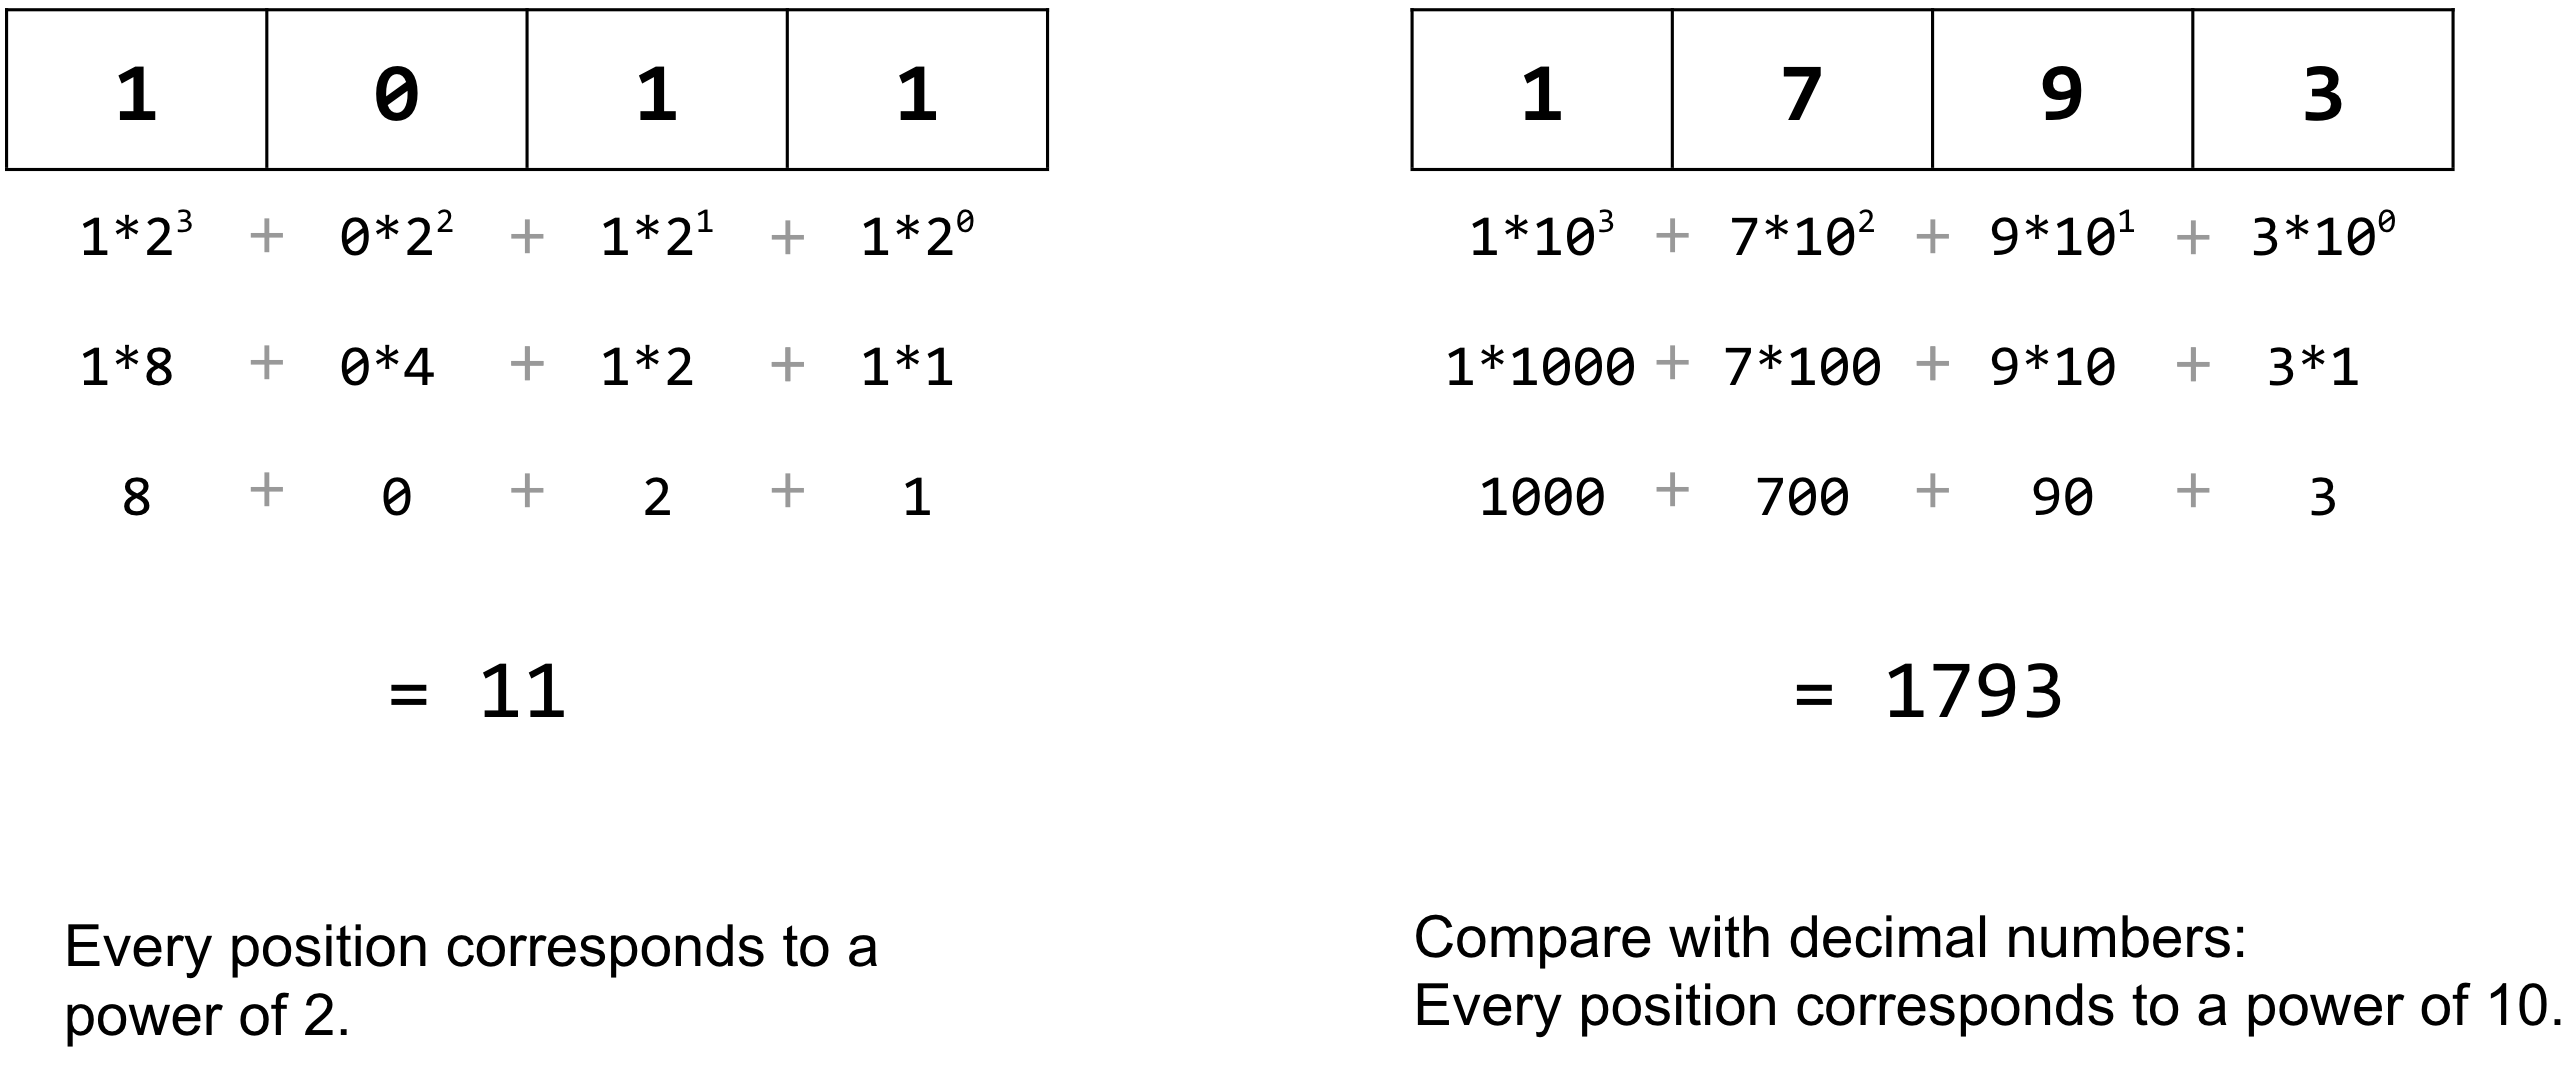 1 0 1 1
1*2³ + 0*2² + 1*2¹ + 1*2⁰
1*8 + 0*4 + 1*2 + 1*1
8 + 0 + 2 + 1
= 11
Every position corresponds to a
power of 2.
1 7 9 3
1*10³ + 7*10² + 9*10¹ + 3*10⁰
1*1000 + 7*100 + 9*10 + 3*1
1000 + 700 + 90 + 3
= 1793
Compare with decimal numbers:
Every position corresponds to a power of 10.